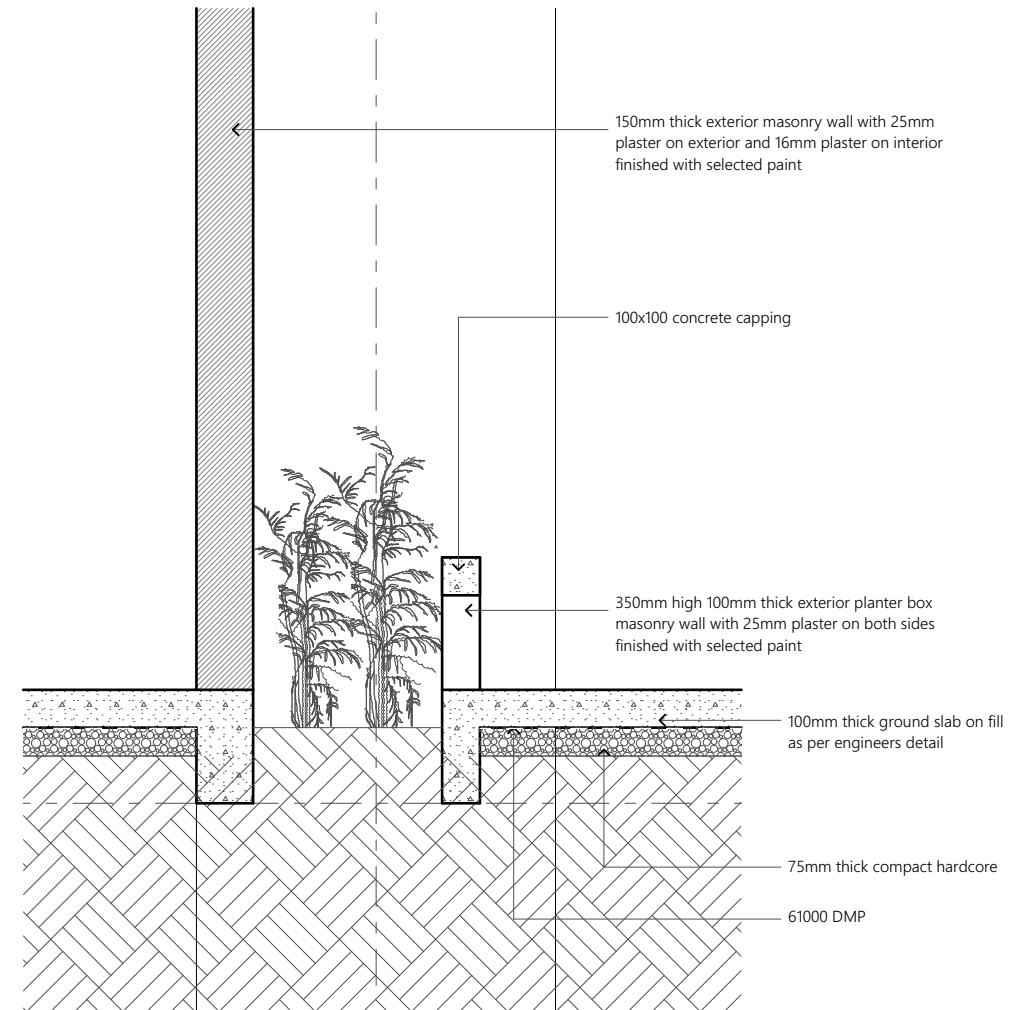 150mm thick exterior masonry wall with 25mm
plaster on exterior and 16mm plaster on interior
finished with selected paint
100x100 concrete capping
350mm high 100mm thick exterior planter box
masonry wall with 25mm plaster on both sides
finished with selected paint
100mm thick ground slab on fill
as per engineers detail
75mm thick compact hardcore
61000 DMP